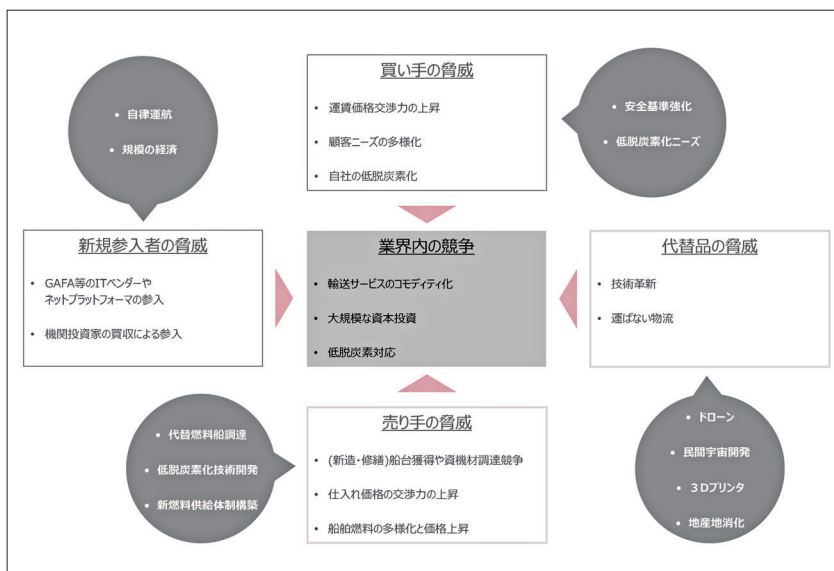 買い手の脅威
• 運賃価格交渉力の上昇
• 顧客ニーズの多様化
• 自社の低脱炭素化
• 安全基準強化
• 低脱炭素化ニーズ
• 自律運航
• 規模の経済
新規参入者の脅威
• GAFA等のITベンダーや
ネットプラットフォーマの参入
• 機関投資家の買収による参入
業界内の競争
• 輸送サービスのコモディティ化
• 大規模な資本投資
• 低脱炭素対応
代替品の脅威
• 技術革新
• 運ばない物流
• 代替燃料船調達
• 低脱炭素化技術開発
• 新燃料供給体制構築
売り手の脅威
• (新造・修繕)船台獲得や資機材調達競争
• 仕入れ価格の交渉力の上昇
• 船舶燃料の多様化と価格上昇
• ドローン
• 民間宇宙開発
• 3Dプリンタ
• 地産地消化